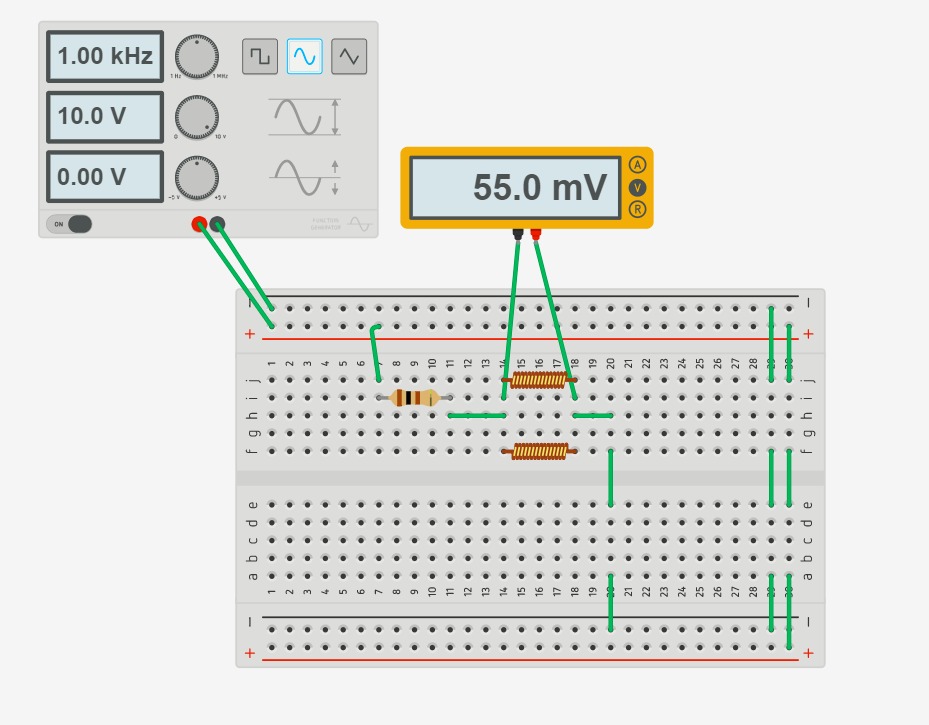 1.00 kHz
1 Hz 1 MHz
10.0 V
0 10 V
0.00 V
-5 V +5 V
ON
FUNCTION
GENERATOR
55.0 mV
A
V
R
+ +
1 2 3 4 5 6 7 8 9 10 11 12 13 14 15 16 17 18 19 20 21 22 23 24 25 26 27 28 29 30
j j
i i
h h
g g
f f
e e
d d
c c
b b
a a
1 2 3 4 5 6 7 8 9 10 11 12 13 14 15 16 17 18 19 20 21 22 23 24 25 26 27 28 29 30
+ +